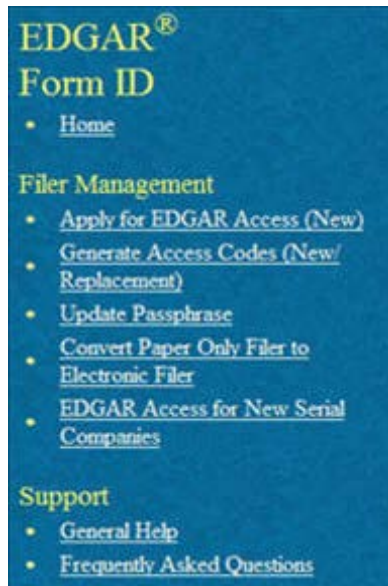 EDGAR®
Form ID
• Home
Filer Management
• Apply for EDGAR Access (New)
• Generate Access Codes (New/
Replacement)
• Update Passphrase
• Convert Paper Only Filer to
Electronic Filer
• EDGAR Access for New Serial
Companies
Support
• General Help
• Frequently Asked Questions